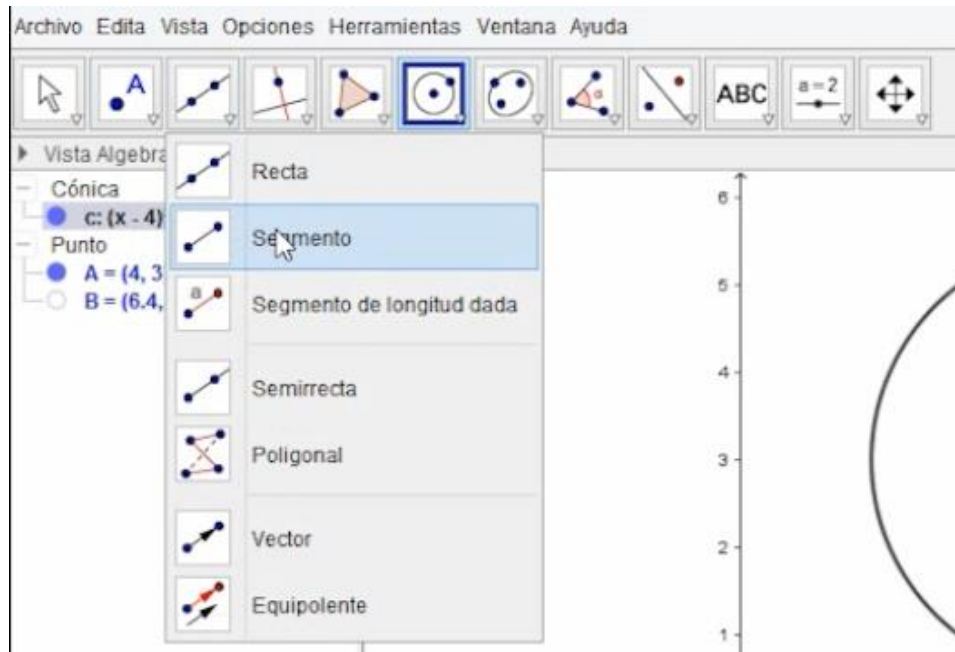 Archivo Edita Vista Opciones Herramientas Ventana Ayuda
A
α
ABC
a = 2
Vista Algebra
Cónica
c: (x - 4)
Punto
A = (4, 3
B = (6.4,
Recta
Segmento
a
Segmento de longitud dada
Semirrecta
Poligonal
Vector
Equipolente
6
5
4
3
2
1